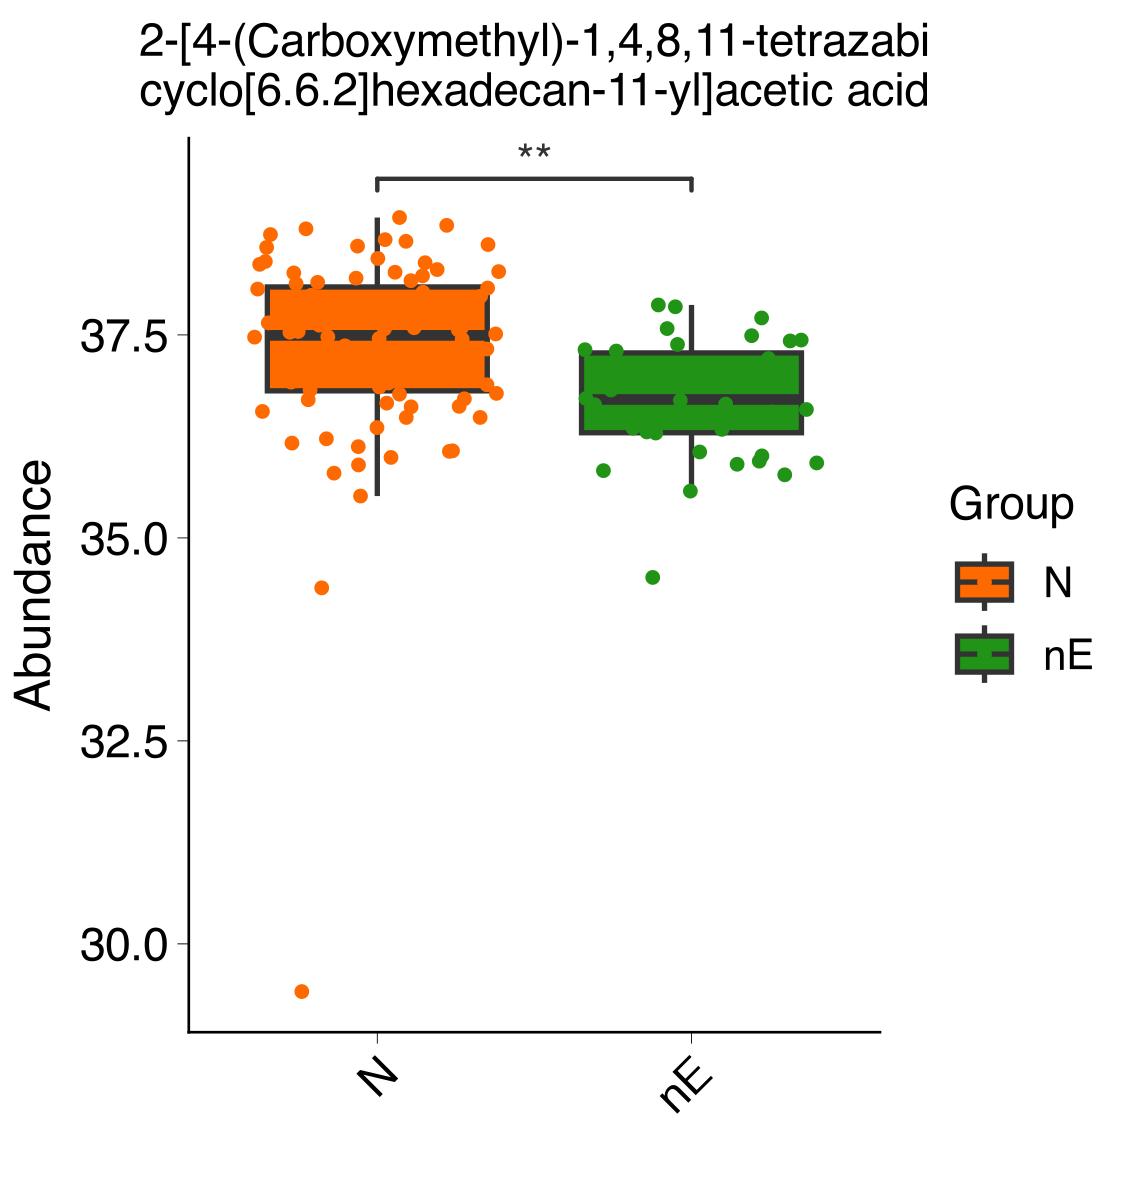 2-[4-(Carboxymethyl)-1,4,8,11-tetrazabi
cyclo[6.6.2]hexadecan-11-yl]acetic acid
**
37.5
35.0
32.5
30.0
Abundance
N
nE
Group
N
nE